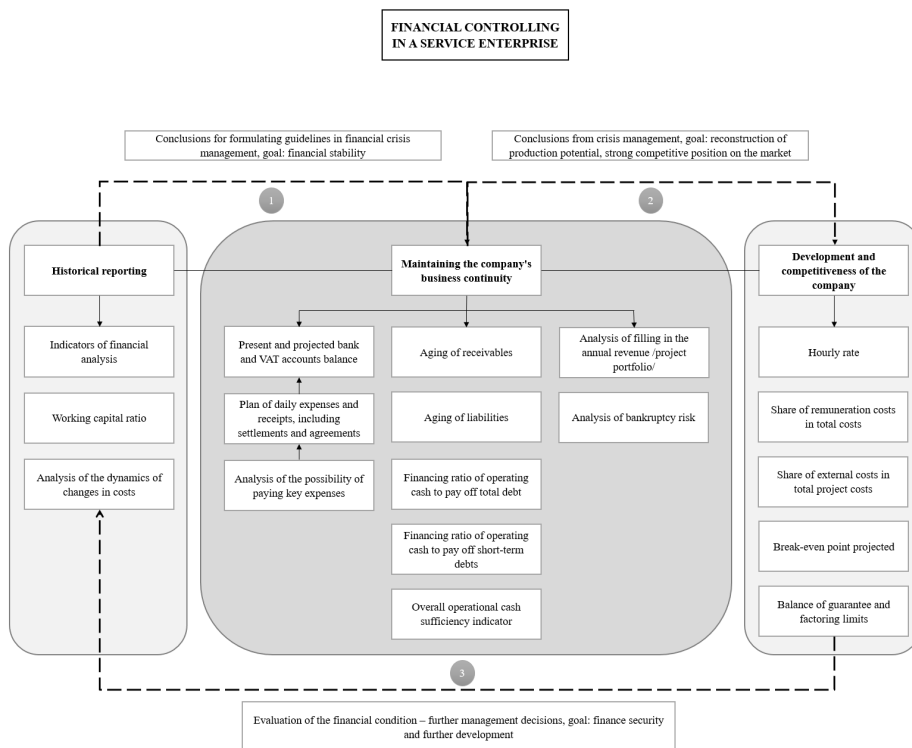 FINANCIAL CONTROLLING
IN A SERVICE ENTERPRISE
Conclusions for formulating guidelines in financial crisis
management, goal: financial stability
Conclusions from crisis management, goal: reconstruction of
production potential, strong competitive position on the market
1
2
Historical reporting
Indicators of financial
analysis
Working capital ratio
Analysis of the dynamics of
changes in costs
Maintaining the company's
business continuity
Present and projected bank
and VAT accounts balance
Plan of daily expenses and
receipts, including
settlements and agreements
Analysis of the possibility of
paying key expenses
Aging of receivables
Aging of liabilities
Financing ratio of operating
cash to pay off total debt
Financing ratio of operating
cash to pay off short-term
debts
Overall operational cash
sufficiency indicator
Analysis of filling in the
annual revenue /project
portfolio/
Analysis of bankruptcy risk
Development and
competitiveness of the
company
Hourly rate
Share of remuneration costs
in total costs
Share of external costs in
total project costs
Break-even point projected
Balance of guarantee and
factoring limits
3
Evaluation of the financial condition – further management decisions, goal: finance security
and further development